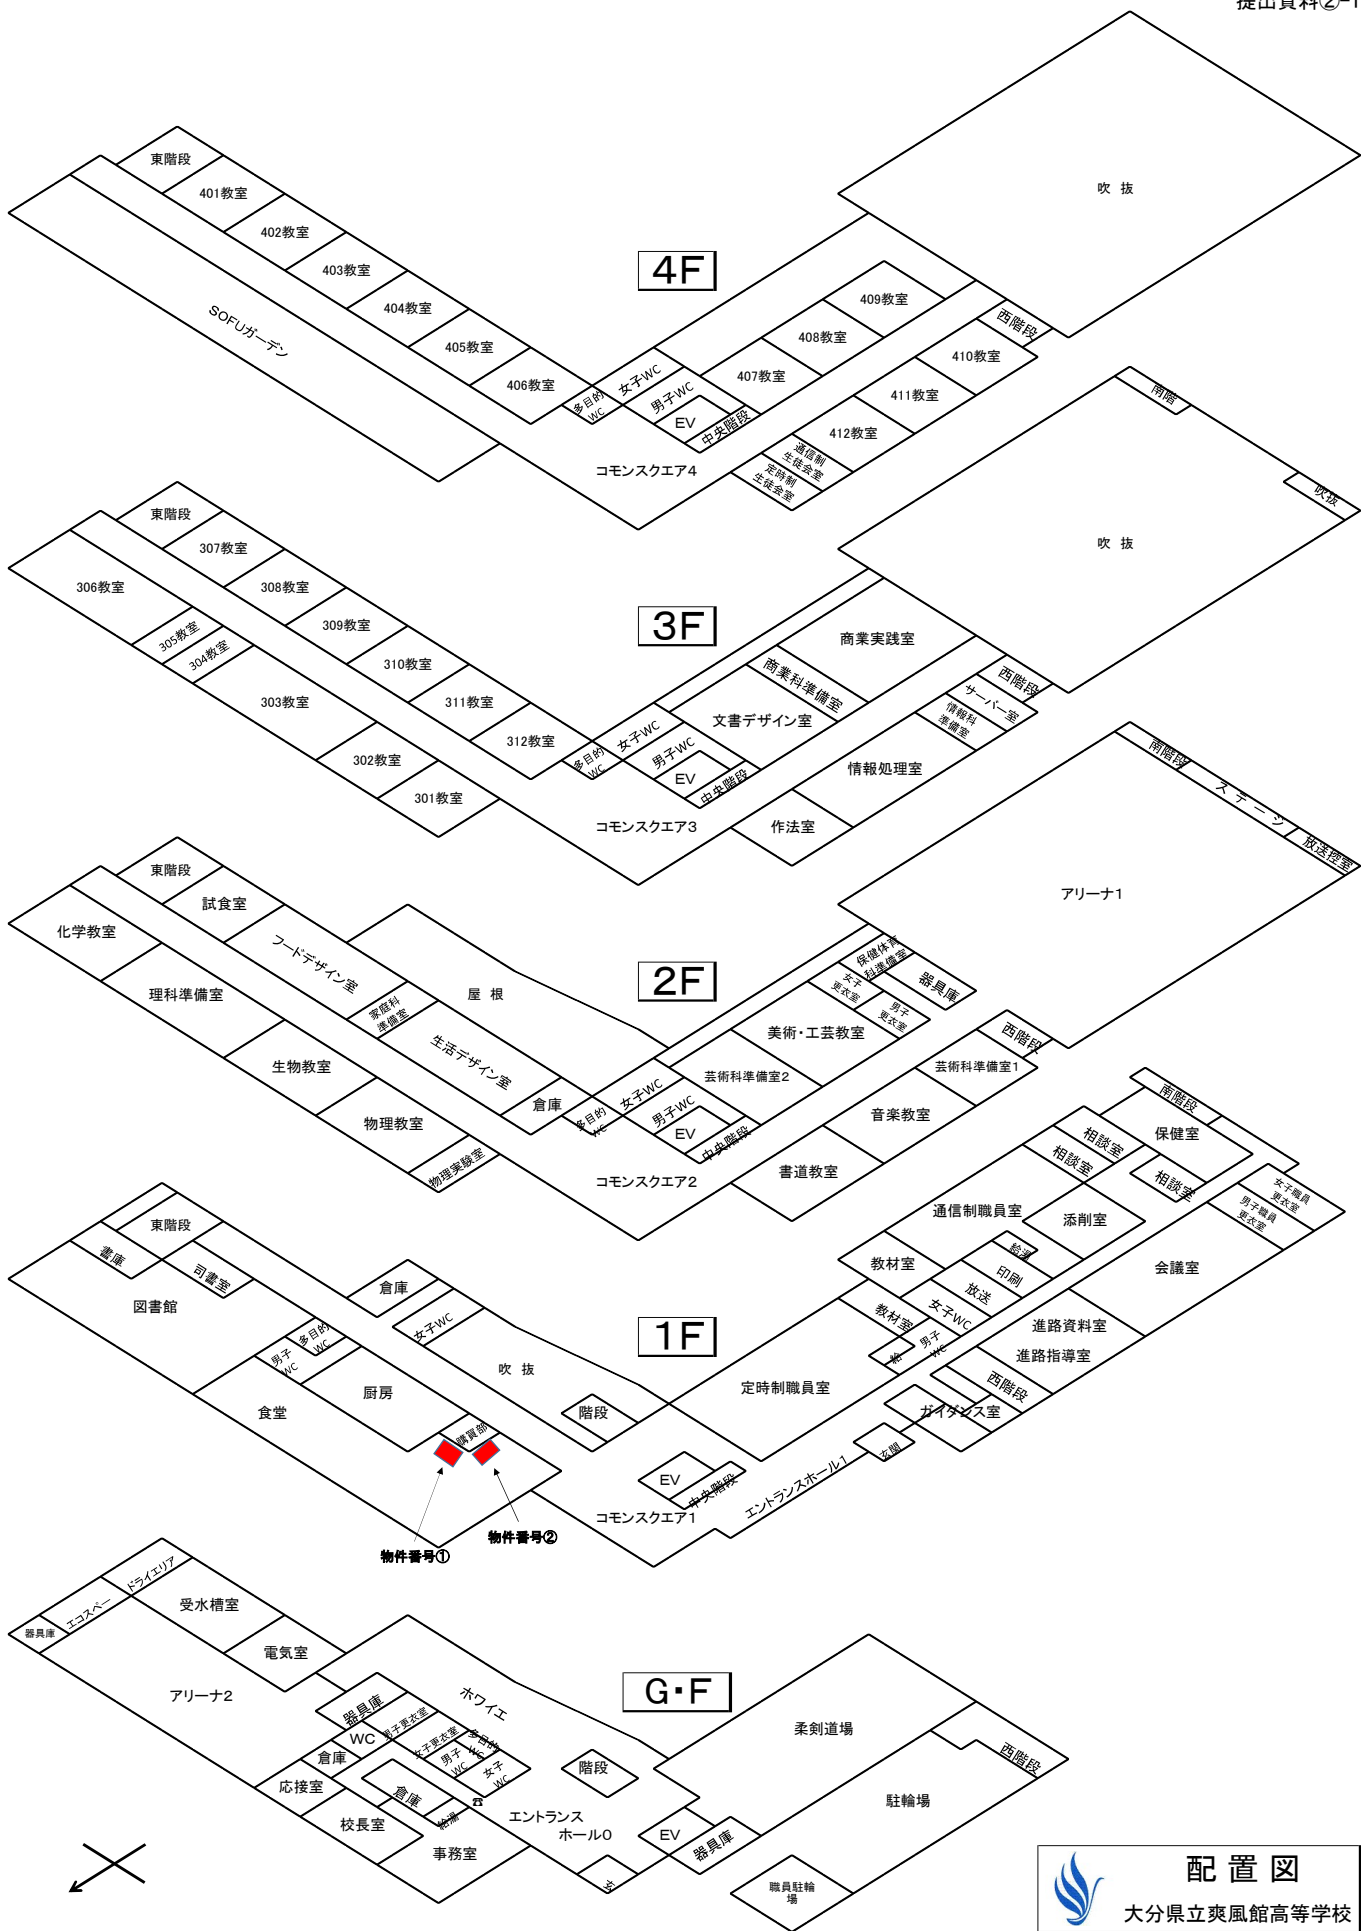 提出資料②-1
東階段
401教室
402教室
403教室
404教室
405教室
406教室
SOFUガーデン
4F
吹 抜
多目的
WC
女子WC
男子WC
EV
中央階段
407教室
408教室
409教室
西階段
410教室
411教室
412教室
通信制
生徒会室
定時制
生徒会室
コモンスクエア4
東階段
307教室
308教室
309教室
310教室
311教室
312教室
306教室
305教室
304教室
303教室
302教室
301教室
3F
南階
吹抜
吹 抜
多目的
WC
女子WC
男子WC
EV
中央階段
文書デザイン室
商業科準備室
商業実践室
西階段
サーバー室
情報科
準備室
情報処理室
作法室
コモンスクエア3
東階段
試食室
フードデザイン室
家庭科
準備室
生活デザイン室
倉庫
化学教室
理科準備室
生物教室
物理教室
物理実験室
屋 根
2F
南階段
ステージ
放送控室
アリーナ1
多目的
WC
女子WC
男子WC
EV
中央階段
芸術科準備室2
美術・工芸教室
女子
更衣室
男子
更衣室
保健体育
科準備室
器具庫
西階段
芸術科準備室1
音楽教室
書道教室
コモンスクエア2
東階段
書庫
司書室
図書館
倉庫
女子WC
多目的
WC
男子
WC
厨房
食堂
購買部
吹 抜
階段
1F
物件番号①
物件番号②
EV
中央階段
コモンスクエア1
エントランスホール1
玄関
定時制職員室
教材室
教材室
通信制職員室
相談室
相談室
添削室
給湯
印刷
放送
女子WC
男子
WC
給
南階段
保健室
相談室
女子職員
更衣室
男子職員
更衣室
会議室
進路資料室
進路指導室
西階段
ガイダンス室
ドライエリア
エコスペー
器具庫
受水槽室
電気室
アリーナ2
G・F
ホワイエ
器具庫
WC
男子更衣室
倉庫
女子更衣室
多目的
WC
男子
WC
女子
WC
応接室
校長室
倉庫
給湯
事務室
☎
階段
エントランス
ホール0
玄
EV
器具庫
柔剣道場
西階段
駐輪場
職員駐輪
場
配置図
大分県立爽風館高等学校